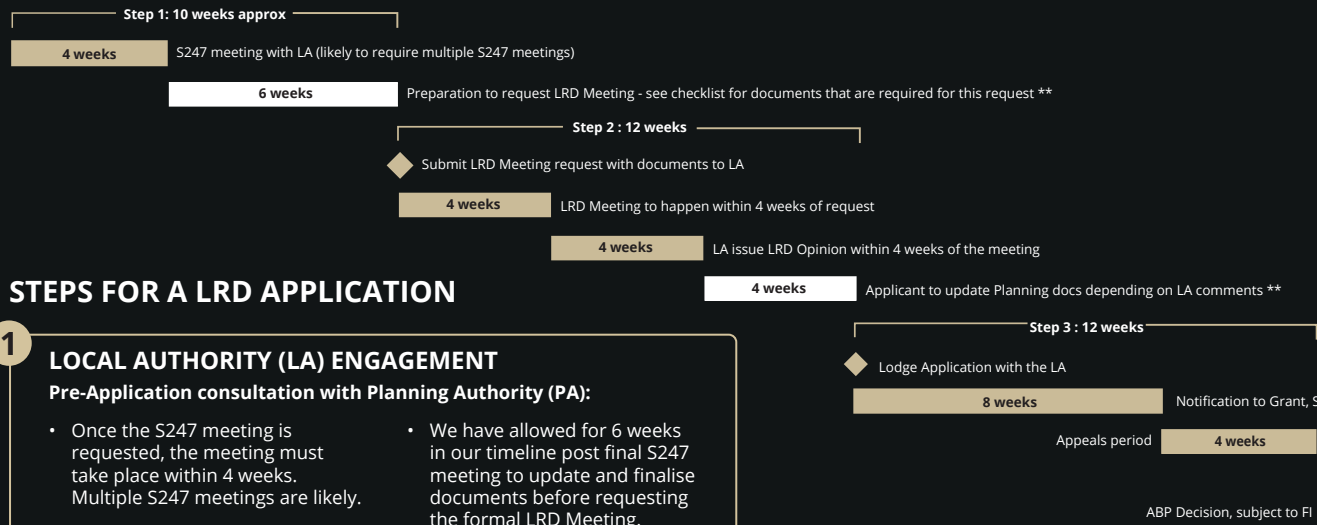 Step 1: 10 weeks approx
4 weeks
S247 meeting with LA (likely to require multiple S247 meetings)
6 weeks
Preparation to request LRD Meeting - see checklist for documents that are required for this request **
Step 2 : 12 weeks
Submit LRD Meeting request with documents to LA
4 weeks
LRD Meeting to happen within 4 weeks of request
4 weeks
LA issue LRD Opinion within 4 weeks of the meeting
4 weeks
Applicant to update Planning docs depending on LA comments **
STEPS FOR A LRD APPLICATION
Step 3 : 12 weeks
Lodge Application with the LA
8 weeks
Notification to Grant, S
Appeals period
4 weeks
ABP Decision, subject to FI
1
LOCAL AUTHORITY (LA) ENGAGEMENT
Pre-Application consultation with Planning Authority (PA):
• Once the S247 meeting is
requested, the meeting must
take place within 4 weeks.
Multiple S247 meetings are likely.
• We have allowed for 6 weeks
in our timeline post final S247
meeting to update and finalise
documents before requesting
the formal LRD Meeting.